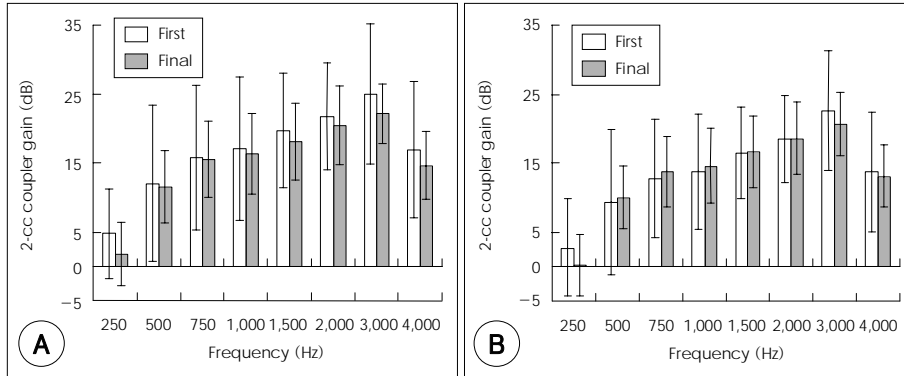 35
25
15
5
0
−5
2-cc coupler gain (dB)
First
Final
250 500 750 1,000 1,500 2,000 3,000 4,000
Frequency (Hz)
A
35
25
15
5
0
−5
2-cc coupler gain (dB)
First
Final
250 500 750 1,000 1,500 2,000 3,000 4,000
Frequency (Hz)
B